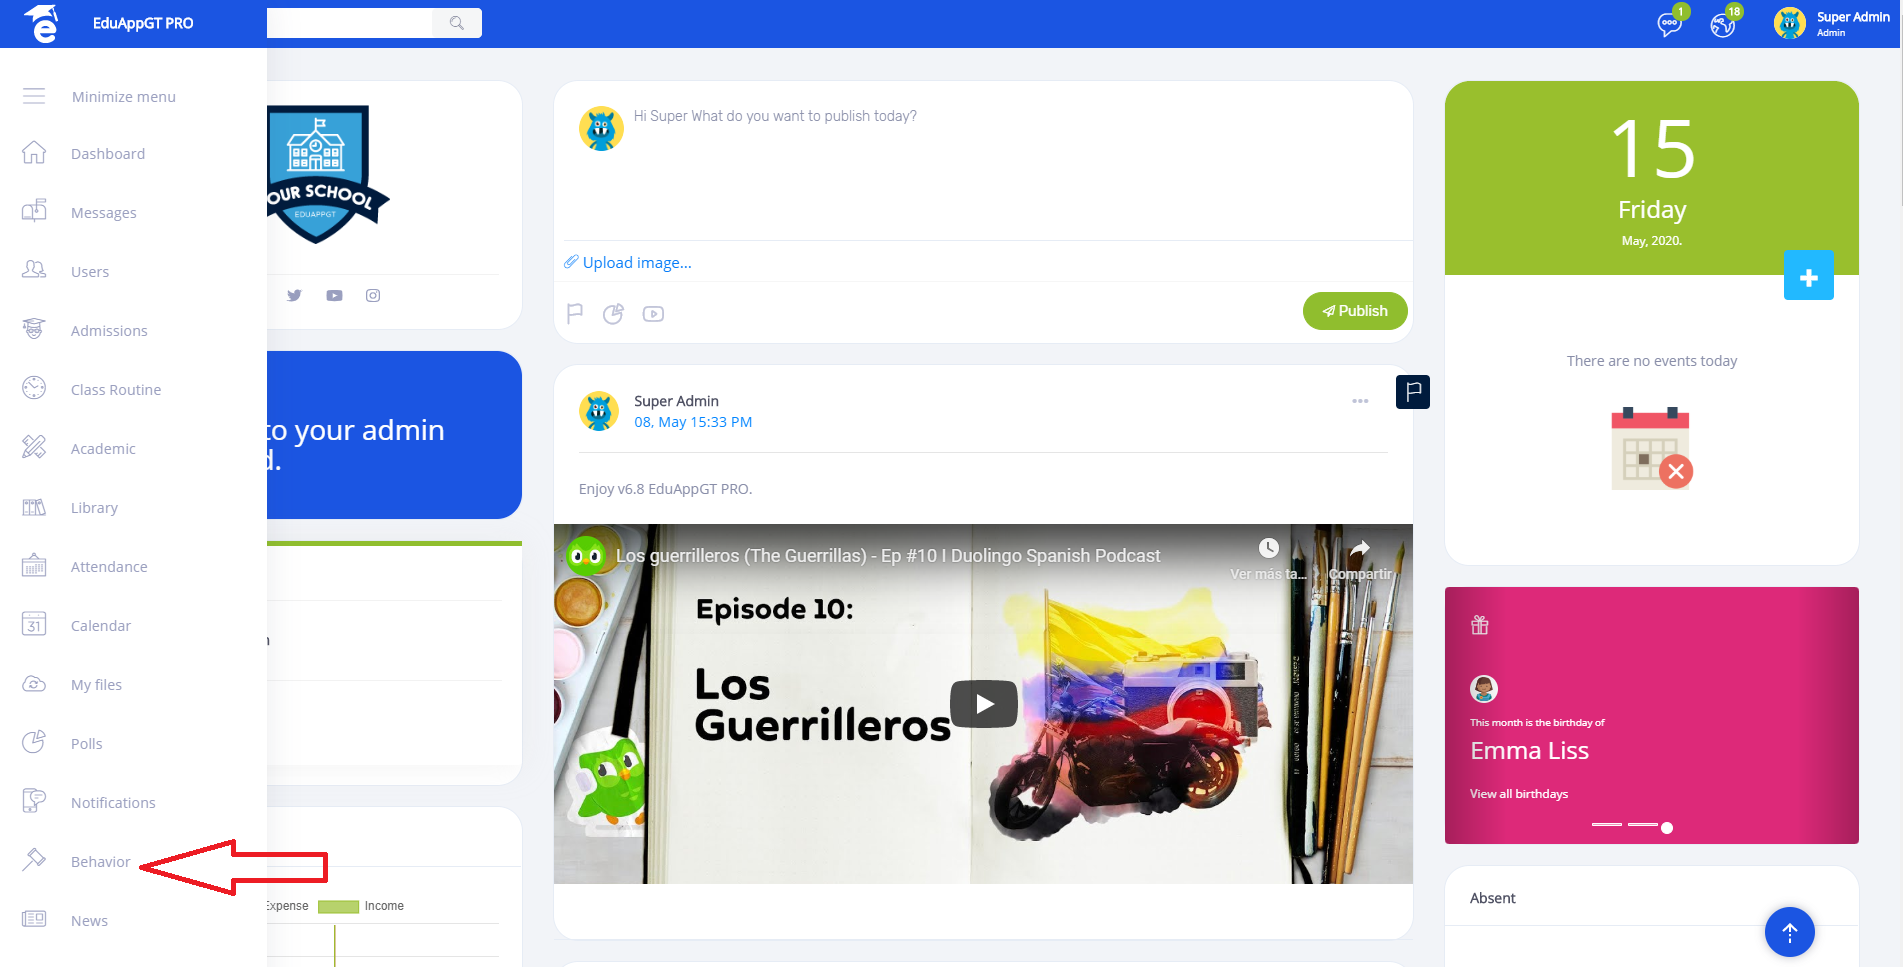 EduAppGT PRO
1
18
Super Admin
Admin
Minimize menu
Dashboard
Messages
Users
Admissions
Class Routine
Academic
Library
Attendance
31
Calendar
My files
Polls
Notifications
Behavior
News
OUR SCHOOL
EDUAPPGT
to your admin
d.
n
Expense
Income
Hi Super What do you want to publish today?
Upload image...
Publish
Super Admin
08, May 15:33 PM
Enjoy v6.8 EduAppGT PRO.
Los guerrilleros (The Guerrillas) - Ep #10 I Duolingo Spanish Podcast
Ver más ta...
Compartir
Episode 10:
Los
Guerrilleros
15
Friday
May, 2020.
There are no events today
This month is the birthday of
Emma Liss
View all birthdays
Absent